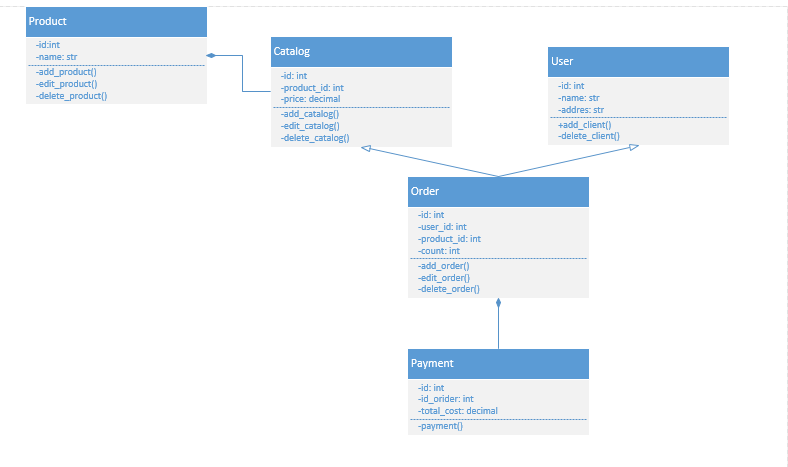 Product
-id:int
-name: str
-add_product()
-edit_product()
-delete_product()
Catalog
-id: int
-product_id: int
-price: decimal
-add_catalog()
-edit_catalog()
-delete_catalog()
User
-id: int
-name: str
-addres: str
+add_client()
-delete_client()
Order
-id: int
-user_id: int
-product_id: int
-count: int
-add_order()
-edit_order()
-delete_order()
Payment
-id: int
-id_orider: int
-total_cost: decimal
-payment()